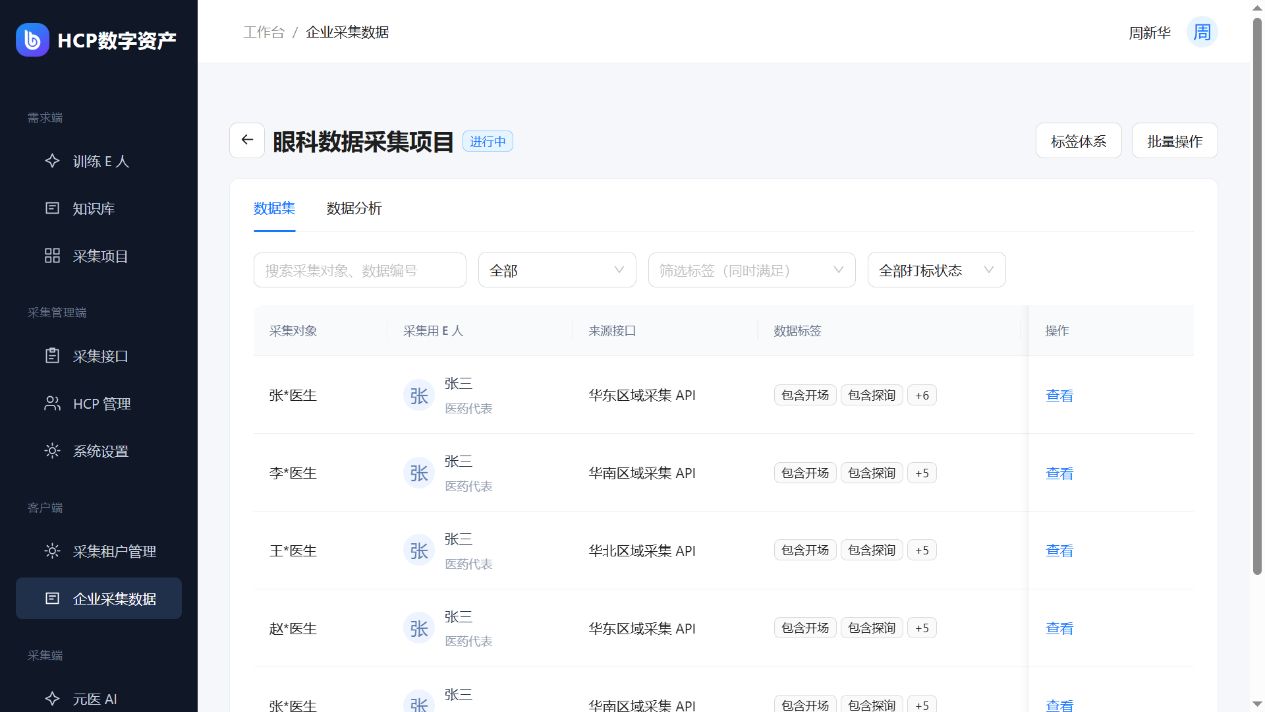 HCP数字资产
需求端
训练 E 人
知识库
采集项目
采集管理端
采集接口
HCP 管理
系统设置
客户端
采集租户管理
企业采集数据
采集端
元医 AI
工作台 / 企业采集数据
周新华 周
眼科数据采集项目 进行中
标签体系 批量操作
数据集 数据分析
搜索采集对象、数据编号 全部 筛选标签（同时满足） 全部打标状态
采集对象 采集用 E 人 来源接口 数据标签 操作
张*医生 张 张三 医药代表 华东区域采集 API 包含开场 包含探询 +6 查看
李*医生 张 张三 医药代表 华南区域采集 API 包含开场 包含探询 +5 查看
王*医生 张 张三 医药代表 华北区域采集 API 包含开场 包含探询 +5 查看
赵*医生 张 张三 医药代表 华东区域采集 API 包含开场 包含探询 +5 查看
张*医生 张 张三 华南区域采集 API 包含开场 包含探询 +5 查看